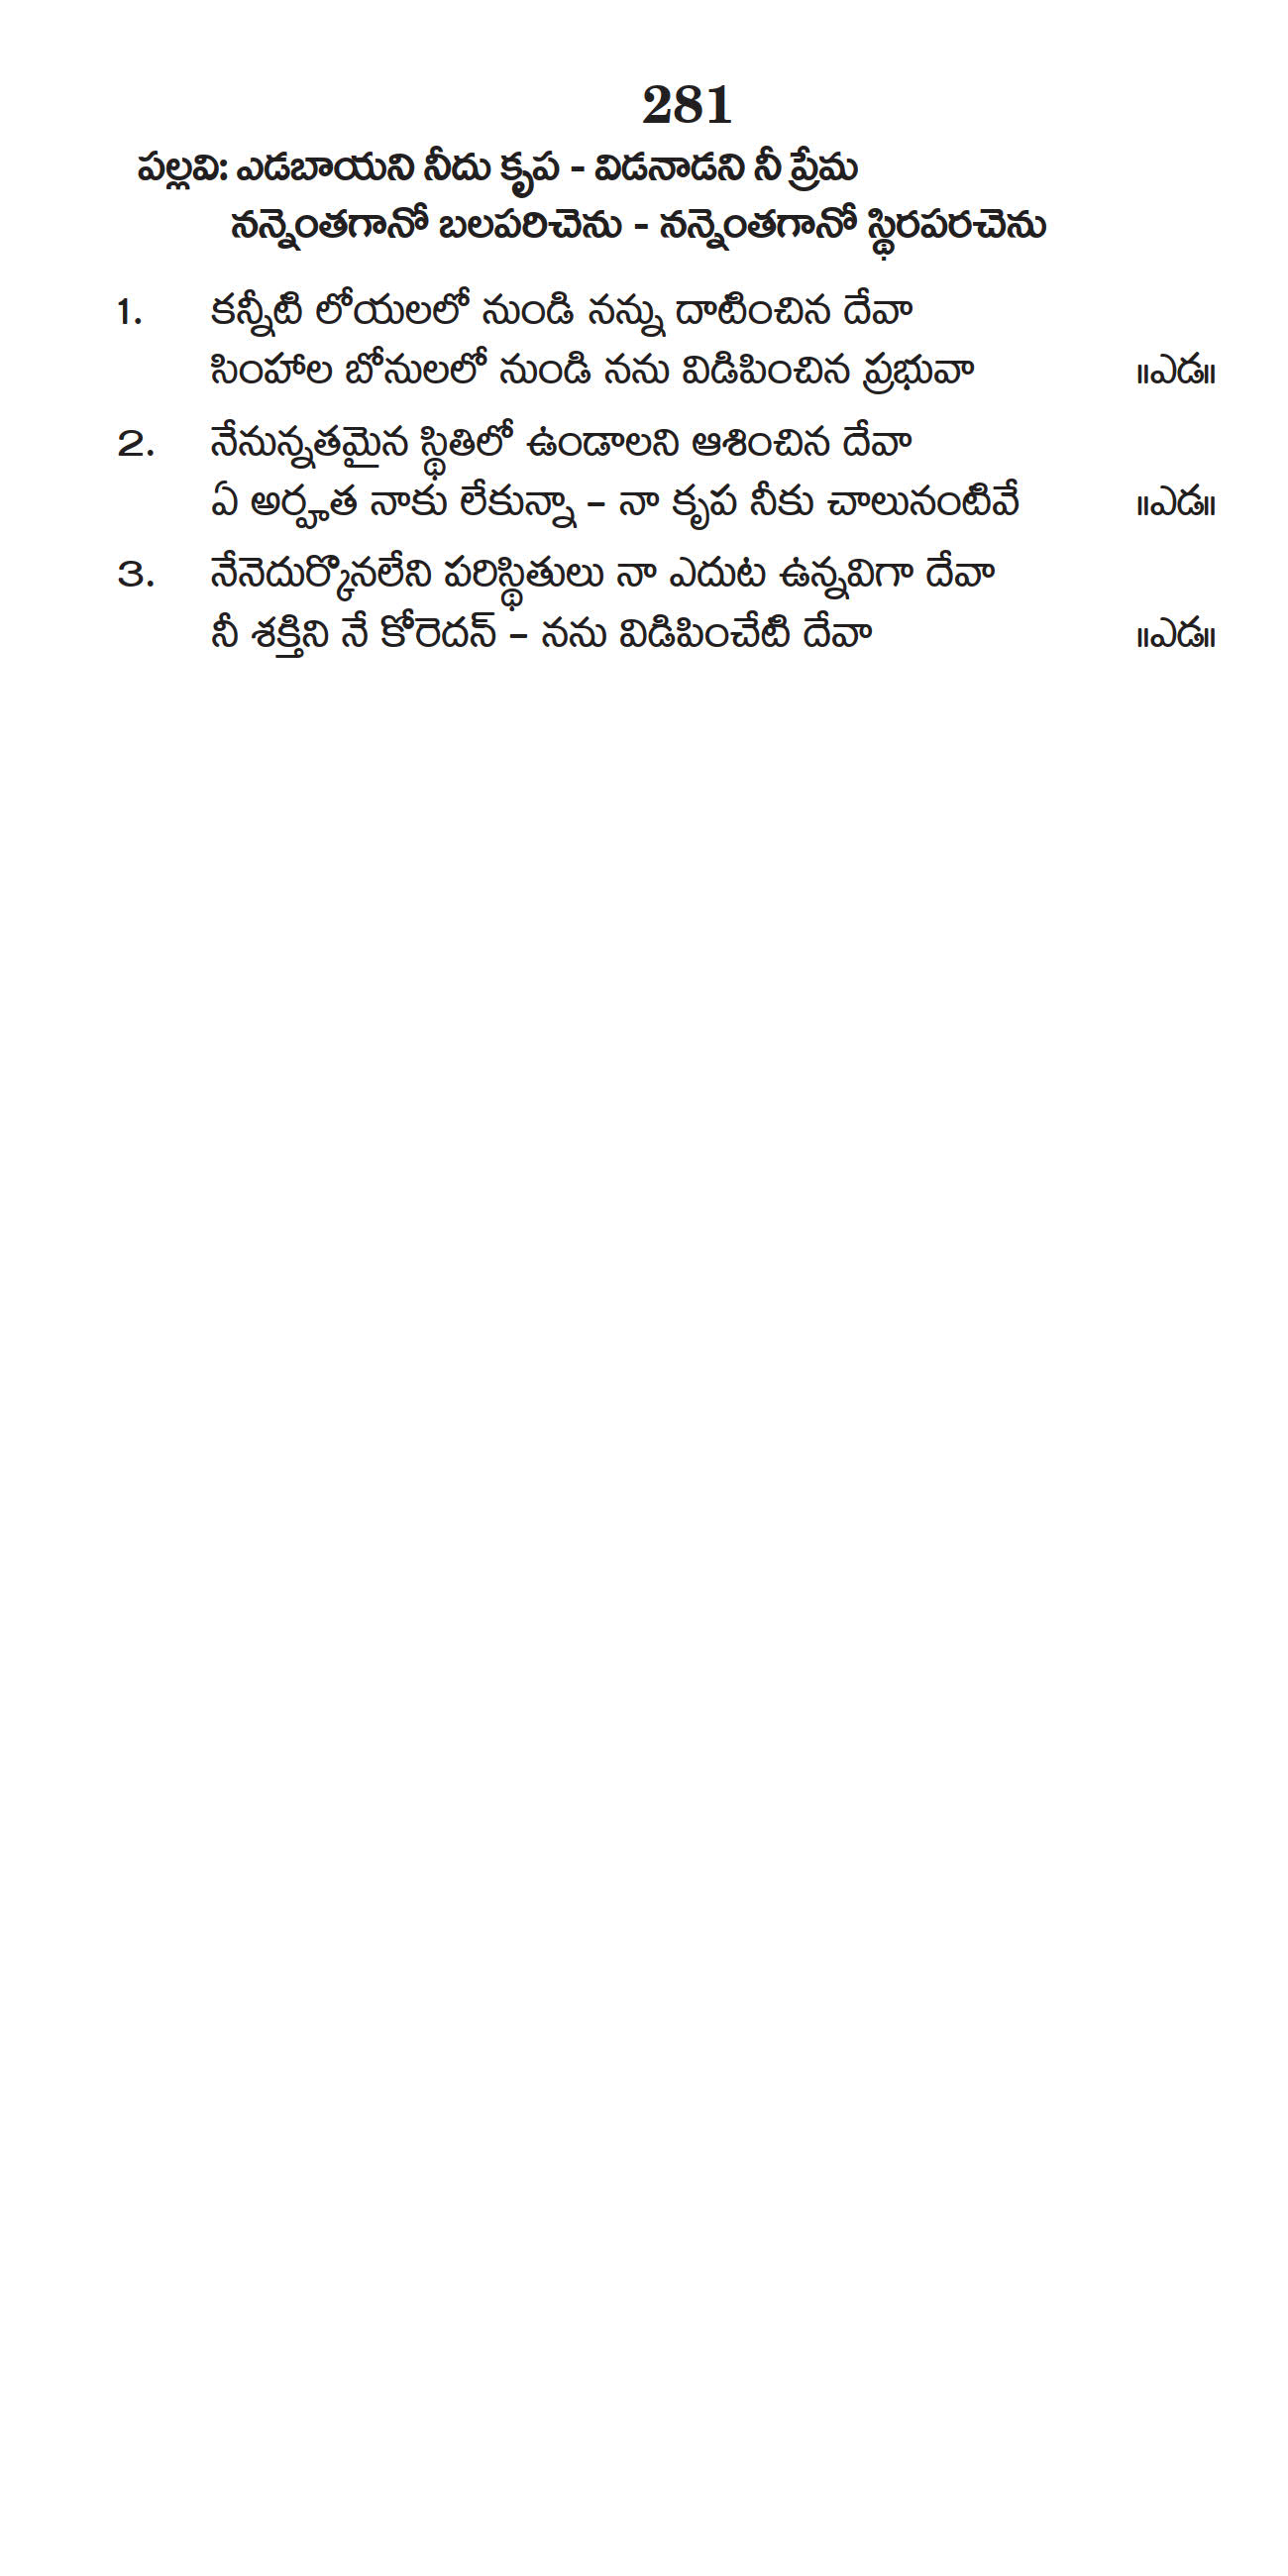 281
పల్లవి: ఎడబాయని నీదు కృప - విడనాడని నీ ప్రేమ
నన్నెంతగానో బలపరిచెను - నన్నెంతగానో స్థిరపరచెను
1. కన్నీటి లోయలలో నుండి నన్ను దాటించిన దేవా
సింహాల బోనులలో నుండి నను విడిపించిన ప్రభువా ॥ఎడ॥
2. నేనున్నతమైన స్థితిలో ఉండాలని ఆశించిన దేవా
ఏ అర్హత నాకు లేకున్నా – నా కృప నీకు చాలునంటివే ॥ఎడ॥
3. నేనెదుర్కొనలేని పరిస్థితులు నా ఎదుట ఉన్నవిగా దేవా
నీ శక్తిని నే కోరెదన్ – నను విడిపించేటి దేవా ॥ఎడ॥